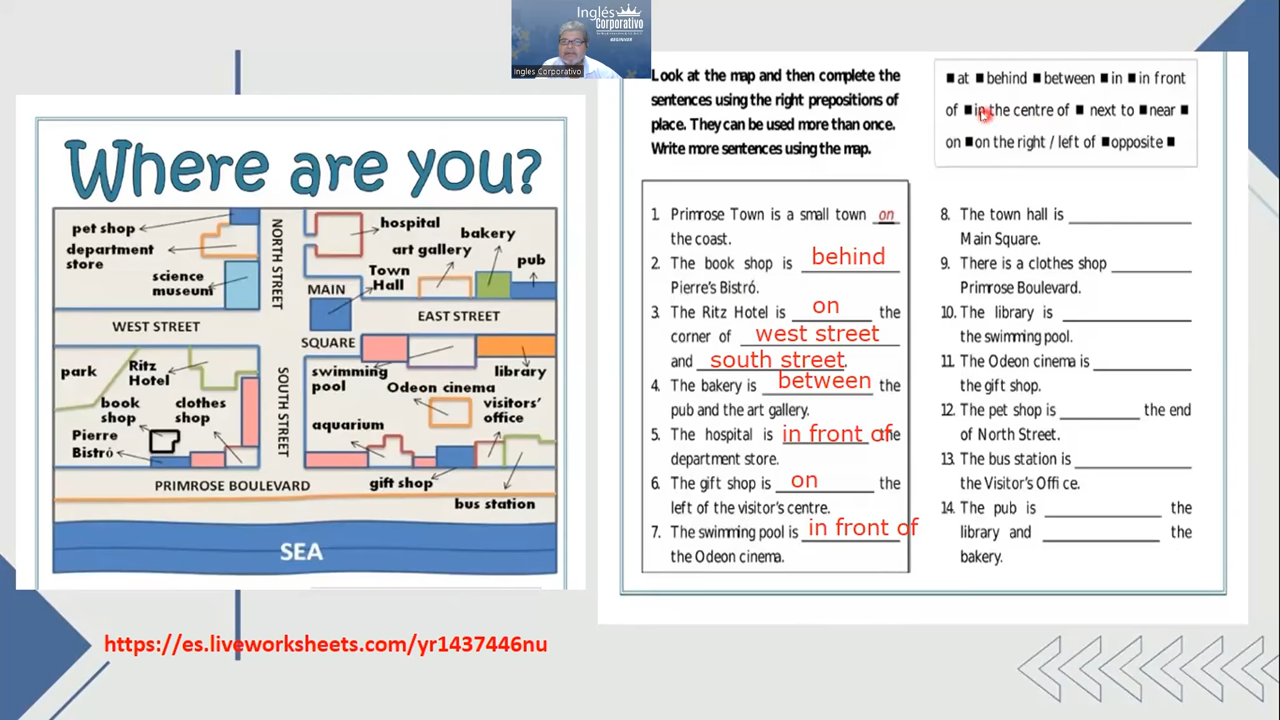 Inglés
Corporativo
BEGINNER
Ingles Corporativo
Where are you?
pet shop
department
store
science
museum
NORTH STREET
hospital
art gallery
bakery
pub
Town
Hall
MAIN
SQUARE
EAST STREET
WEST STREET
park
Ritz
Hotel
book
shop
clothes
shop
Pierre
Bistró
SOUTH STREET
swimming
pool
library
Odeon cinema
visitors'
office
aquarium
gift shop
bus station
PRIMROSE BOULEVARD
SEA
https://es.liveworksheets.com/yr1437446nu
Look at the map and then complete the
sentences using the right prepositions of
place. They can be used more than once.
Write more sentences using the map.
■ at ■ behind ■ between ■ in ■ in front
of ■ in the centre of ■ next to ■ near ■
on ■ on the right / left of ■ opposite ■
1. Primrose Town is a small town on
the coast.
2. The book shop is behind
Pierre's Bistró.
3. The Ritz Hotel is on the
corner of west street
and south street.
4. The bakery is between the
pub and the art gallery.
5. The hospital is in front of the
department store.
6. The gift shop is on the
left of the visitor's centre.
7. The swimming pool is in front of
the Odeon cinema.
8. The town hall is ____
Main Square.
9. There is a clothes shop ____
Primrose Boulevard.
10. The library is ____
the swimming pool.
11. The Odeon cinema is ____
the gift shop.
12. The pet shop is ____ the end
of North Street.
13. The bus station is ____
the Visitor's Office.
14. The pub is ____ the
library and ____ the
bakery.